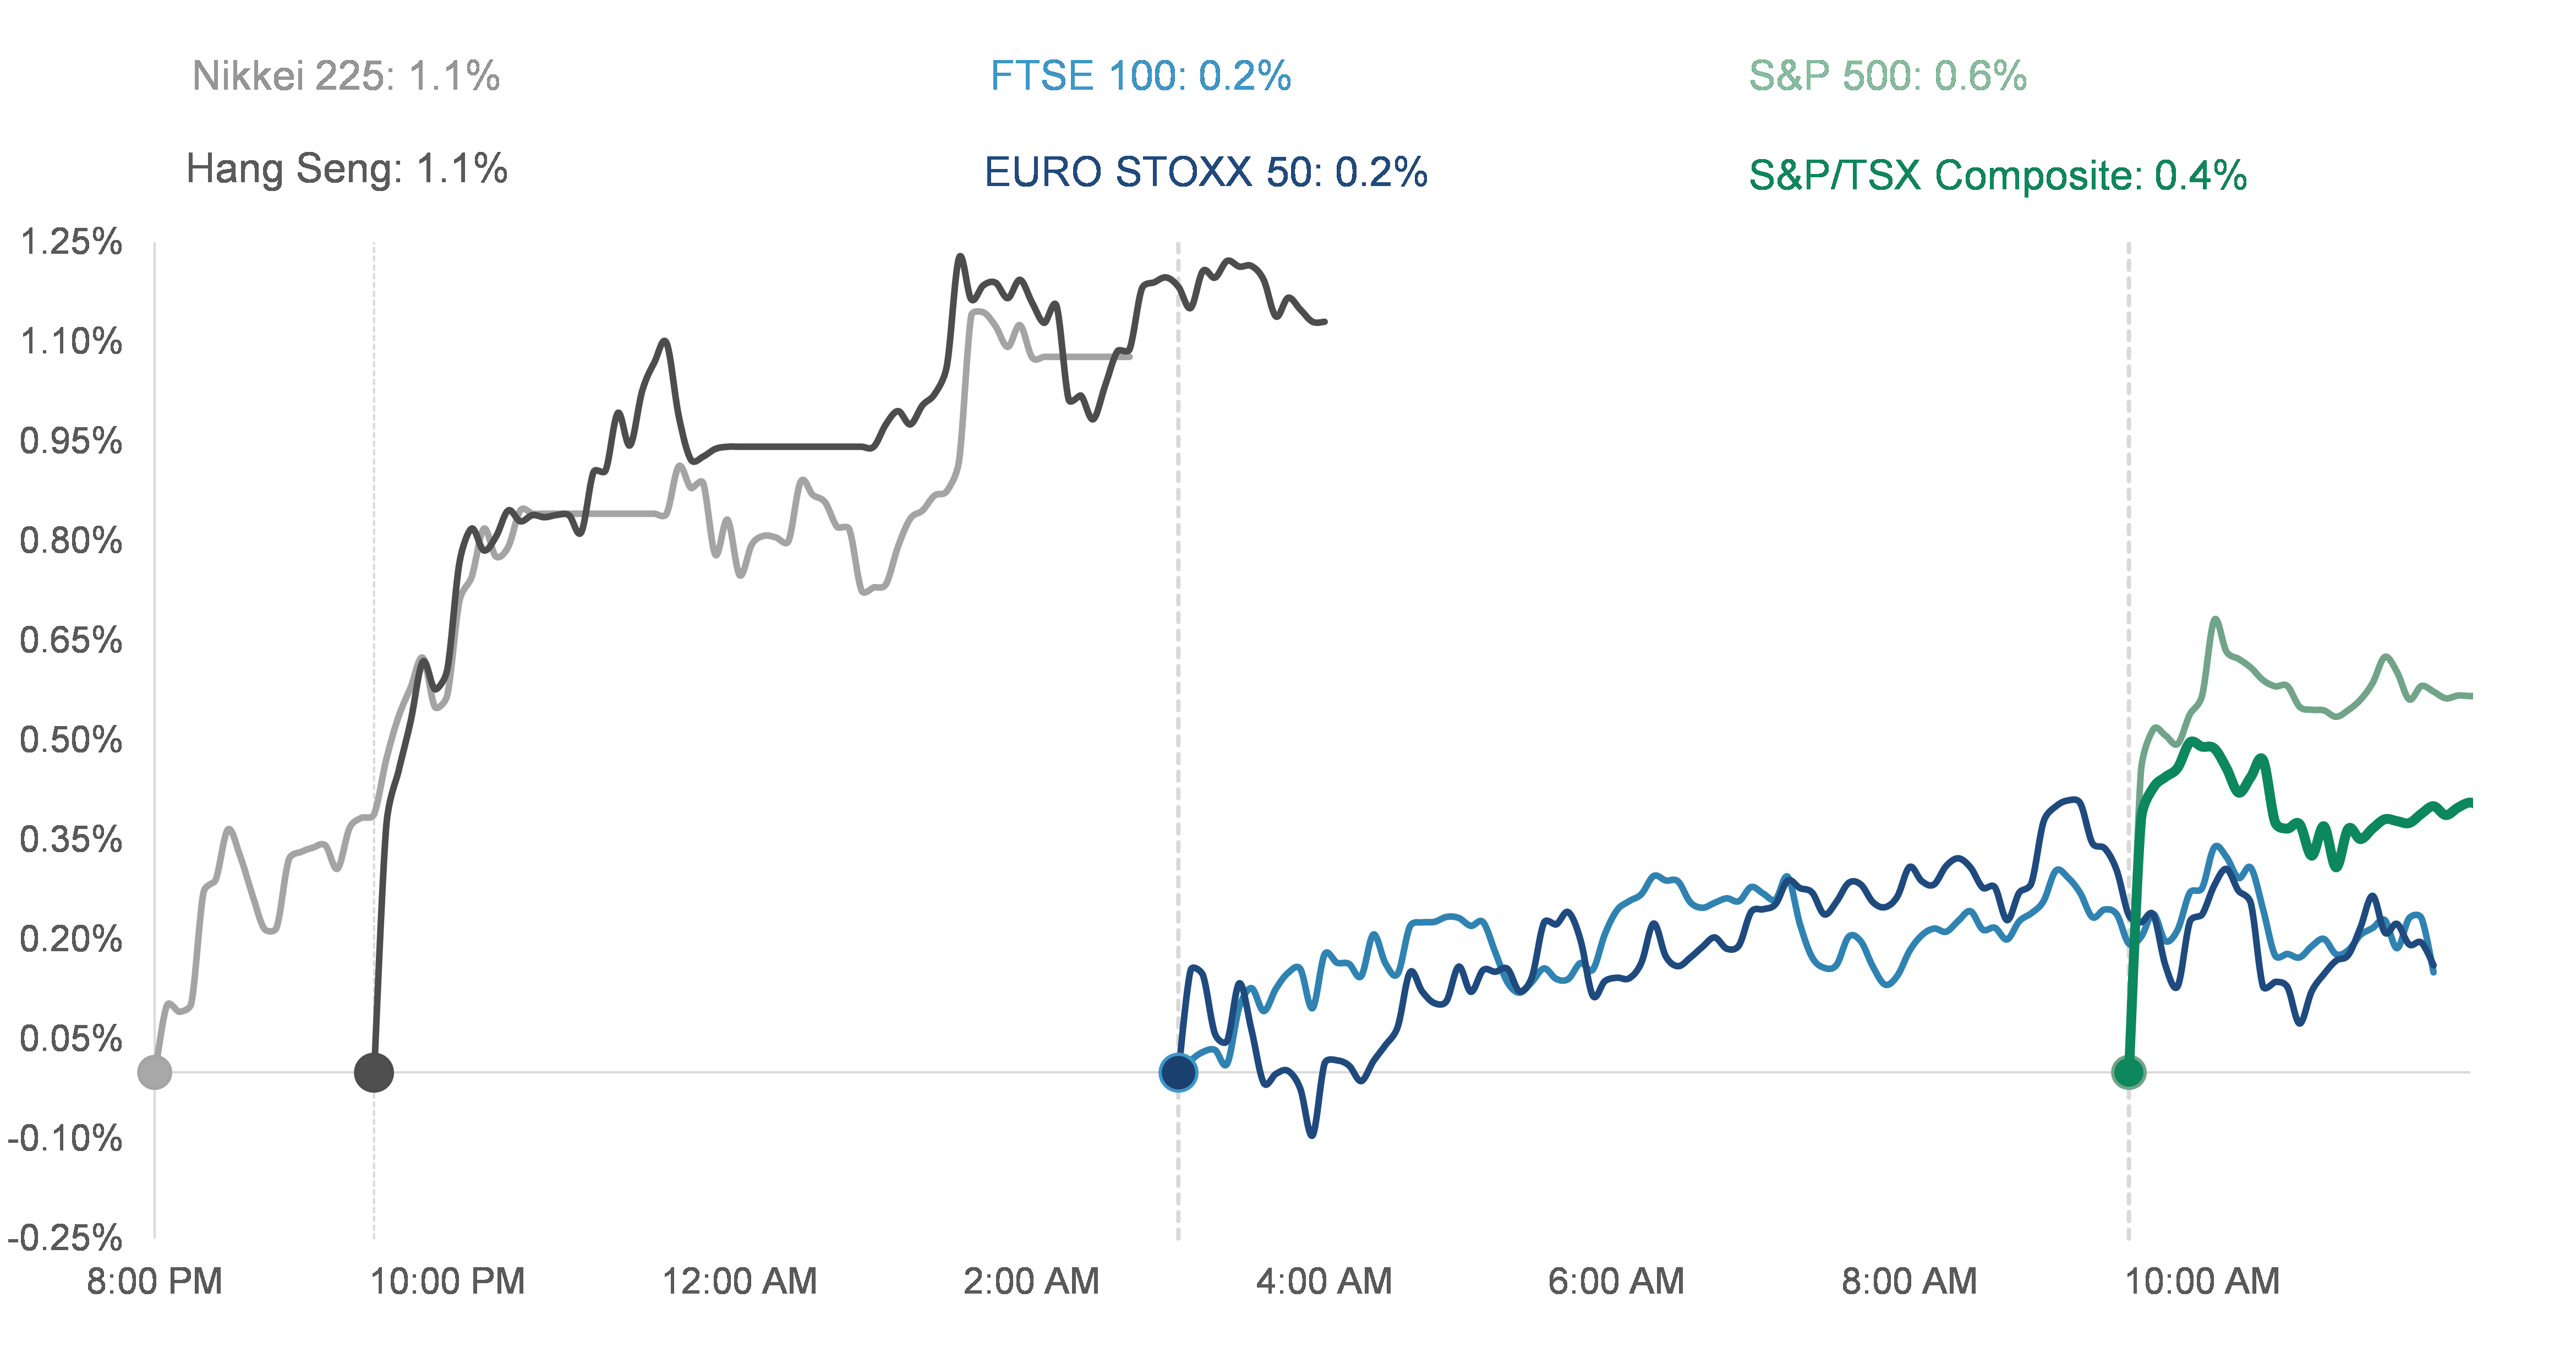 Nikkei 225: 1.1%
FTSE 100: 0.2%
S&P 500: 0.6%
Hang Seng: 1.1%
EURO STOXX 50: 0.2%
S&P/TSX Composite: 0.4%
1.25%
1.10%
0.95%
0.80%
0.65%
0.50%
0.35%
0.20%
0.05%
-0.10%
-0.25%
8:00 PM
10:00 PM
12:00 AM
2:00 AM
4:00 AM
6:00 AM
8:00 AM
10:00 AM